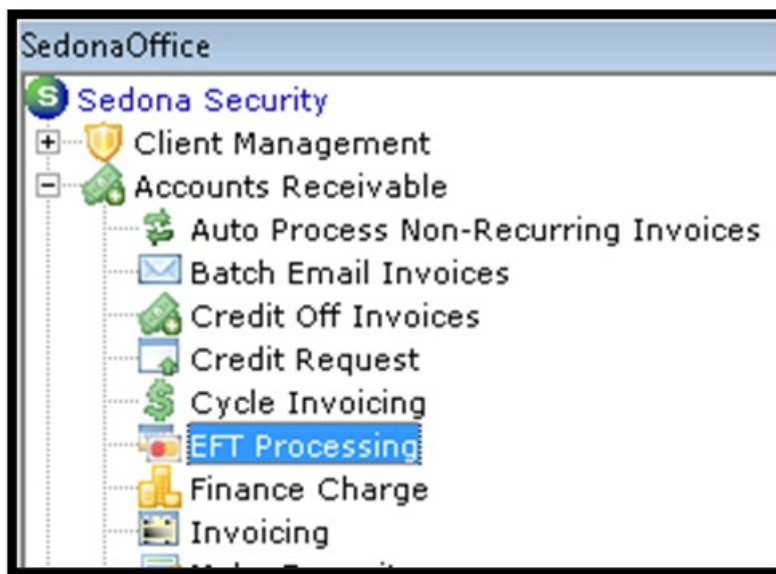 SedonaOffice
S Sedona Security
Client Management
Accounts Receivable
Auto Process Non-Recurring Invoices
Batch Email Invoices
Credit Off Invoices
Credit Request
Cycle Invoicing
EFT Processing
Finance Charge
Invoicing